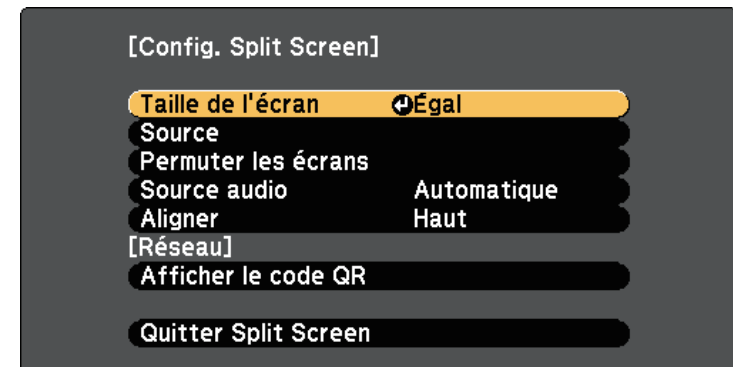 [Config. Split Screen]
Taille de l'écran Égal
Source
Permuter les écrans
Source audio Automatique
Aligner Haut
[Réseau]
Afficher le code QR
Quitter Split Screen